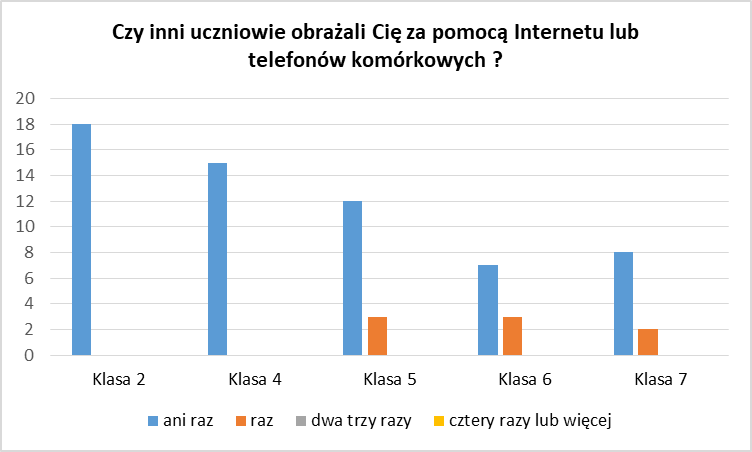 Czy inni uczniowie obrażali Cię za pomocą Internetu lub
telefonów komórkowych ?
20
18
16
14
12
10
8
6
4
2
0
Klasa 2 Klasa 4 Klasa 5 Klasa 6 Klasa 7
ani raz raz dwa trzy razy cztery razy lub więcej